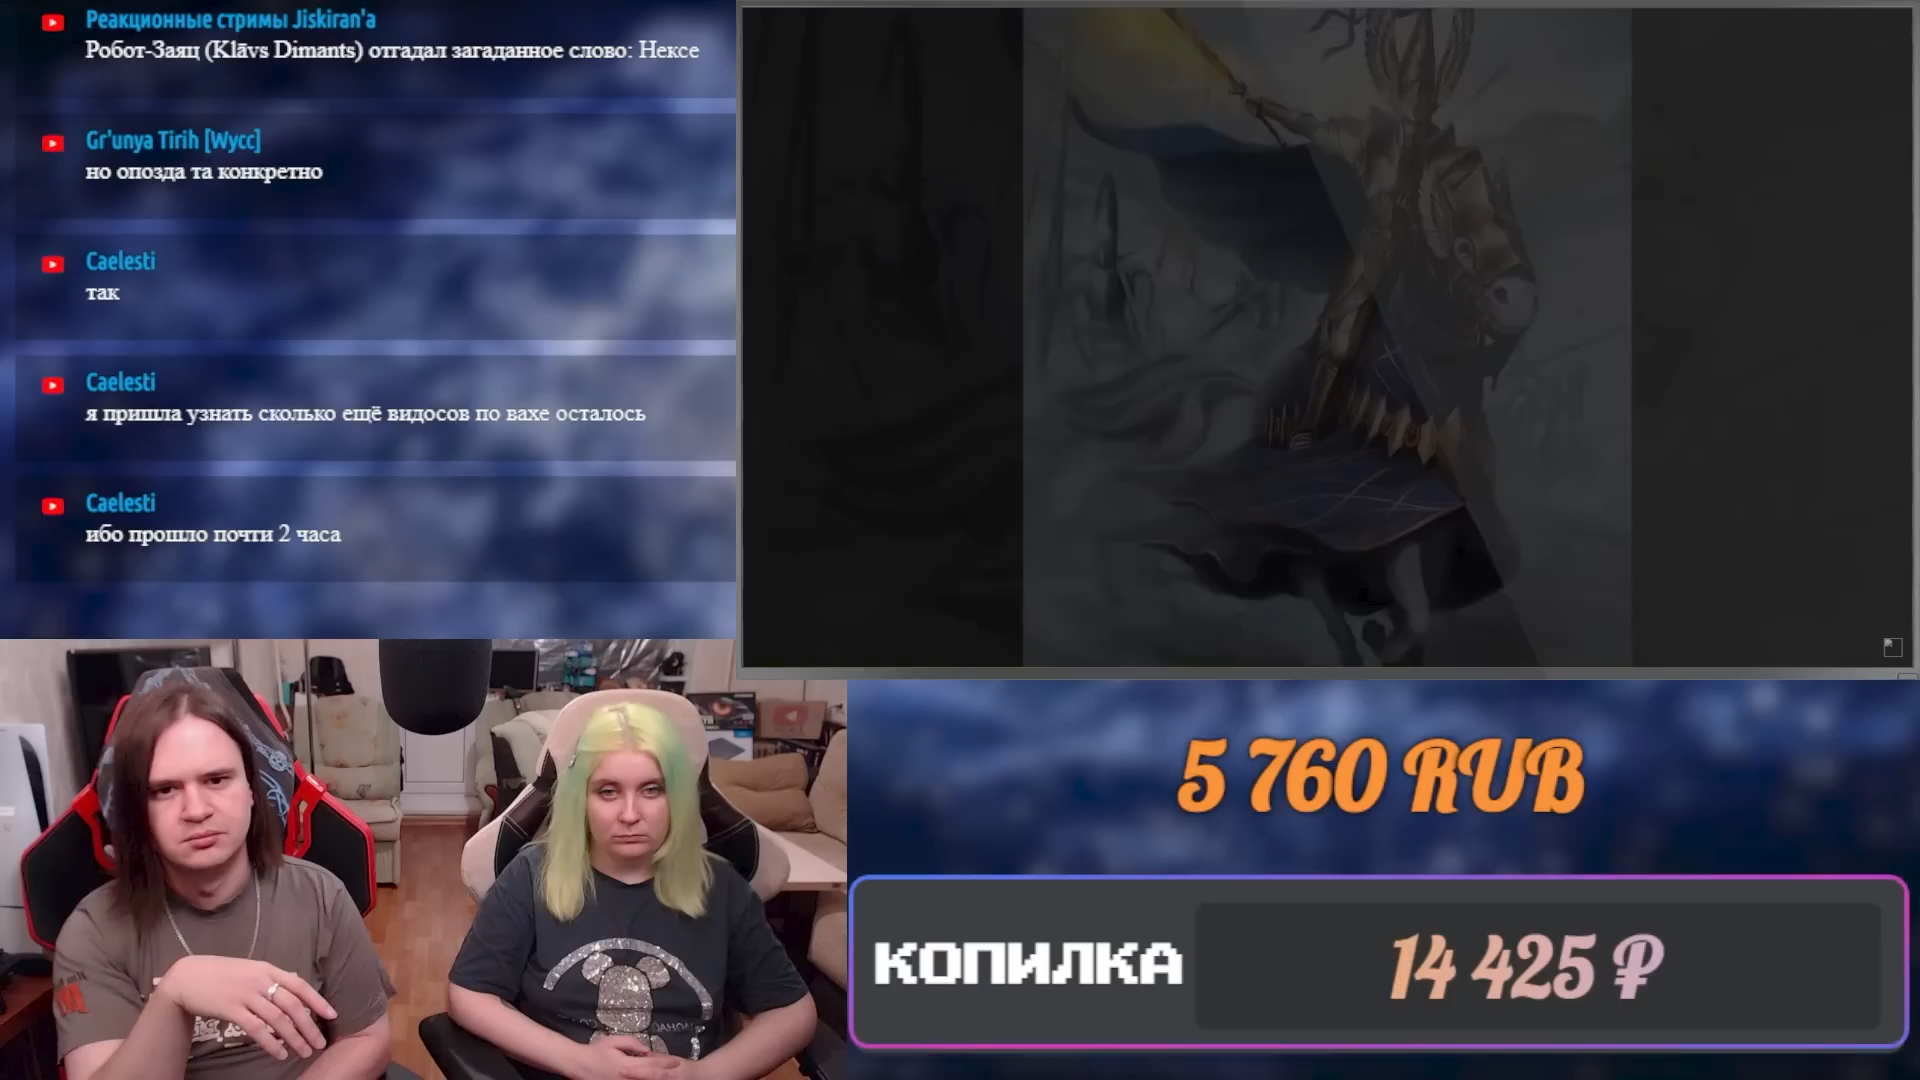 Реакционные стримы Jiskiran'a
Робот-Заяц (Klāvs Dimants) отгадал загаданное слово: Нексе
Gr'unya Tirih [Wycc]
но опозда та конкретно
Caelesti
так
Caelesti
я пришла узнать сколько ещё видосов по вахе осталось
Caelesti
ибо прошло почти 2 часа
5 760 RUB
КОПИЛКА
14 425 ₽